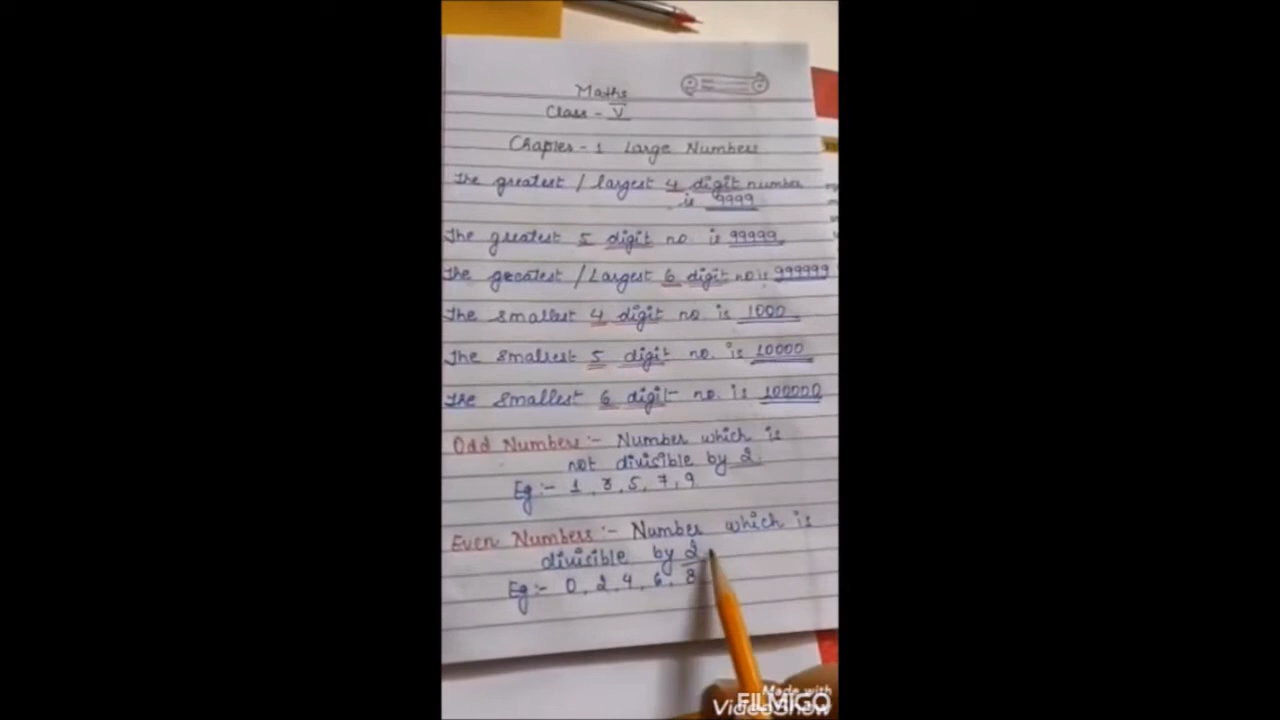 Maths
Class - V
Chapter - 1 Large Numbers
The greatest / largest 4 digit number
is 9999
The greatest 5 digit no. is 99999
The greatest / Largest 6 digit no is 999999
The smallest 4 digit no. is 1000
The smallest 5 digit no. is 10000
The smallest 6 digit no. is 100000
Odd Numbers :- Number which is
not divisible by 2
Eg :- 1, 3, 5, 7, 9
Even Numbers :- Number which is
divisible by 2
Eg :- 0, 2, 4, 6, 8
Made with
FILMIGO
VideoShow